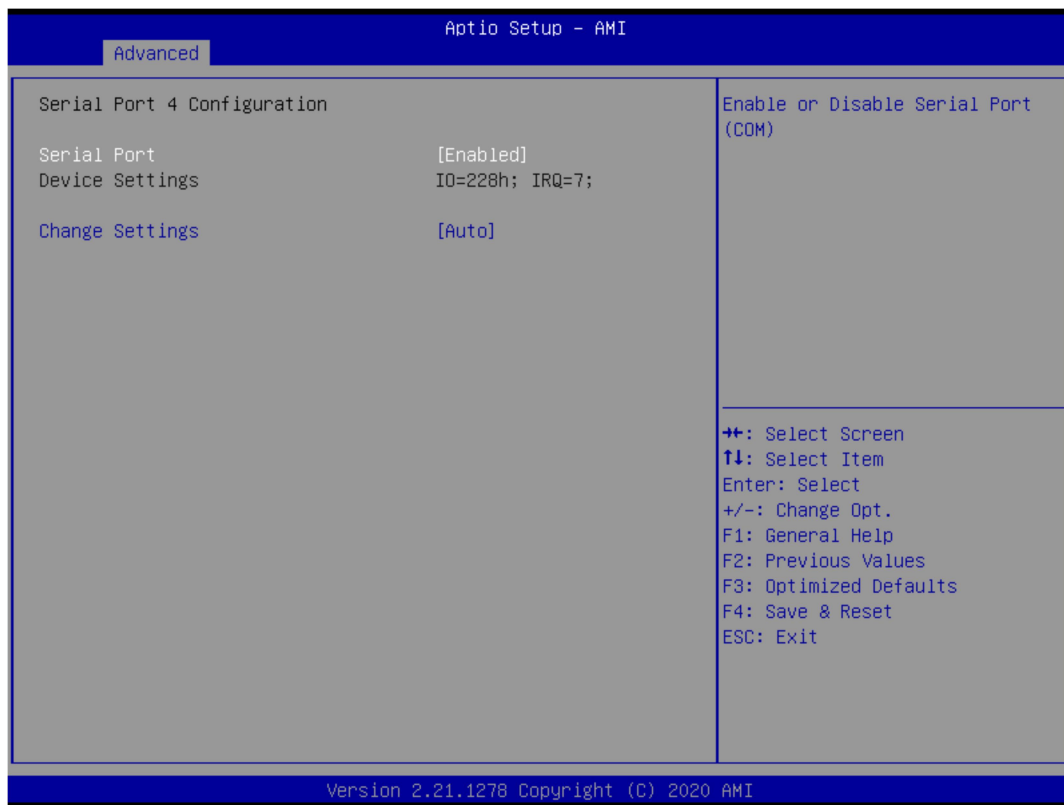 Aptio Setup - AMI
Advanced
Serial Port 4 Configuration
Serial Port [Enabled]
Device Settings IO=228h; IRQ=7;
Change Settings [Auto]
Enable or Disable Serial Port
(COM)
→←: Select Screen
↑↓: Select Item
Enter: Select
+/-: Change Opt.
F1: General Help
F2: Previous Values
F3: Optimized Defaults
F4: Save & Reset
ESC: Exit
Version 2.21.1278 Copyright (C) 2020 AMI